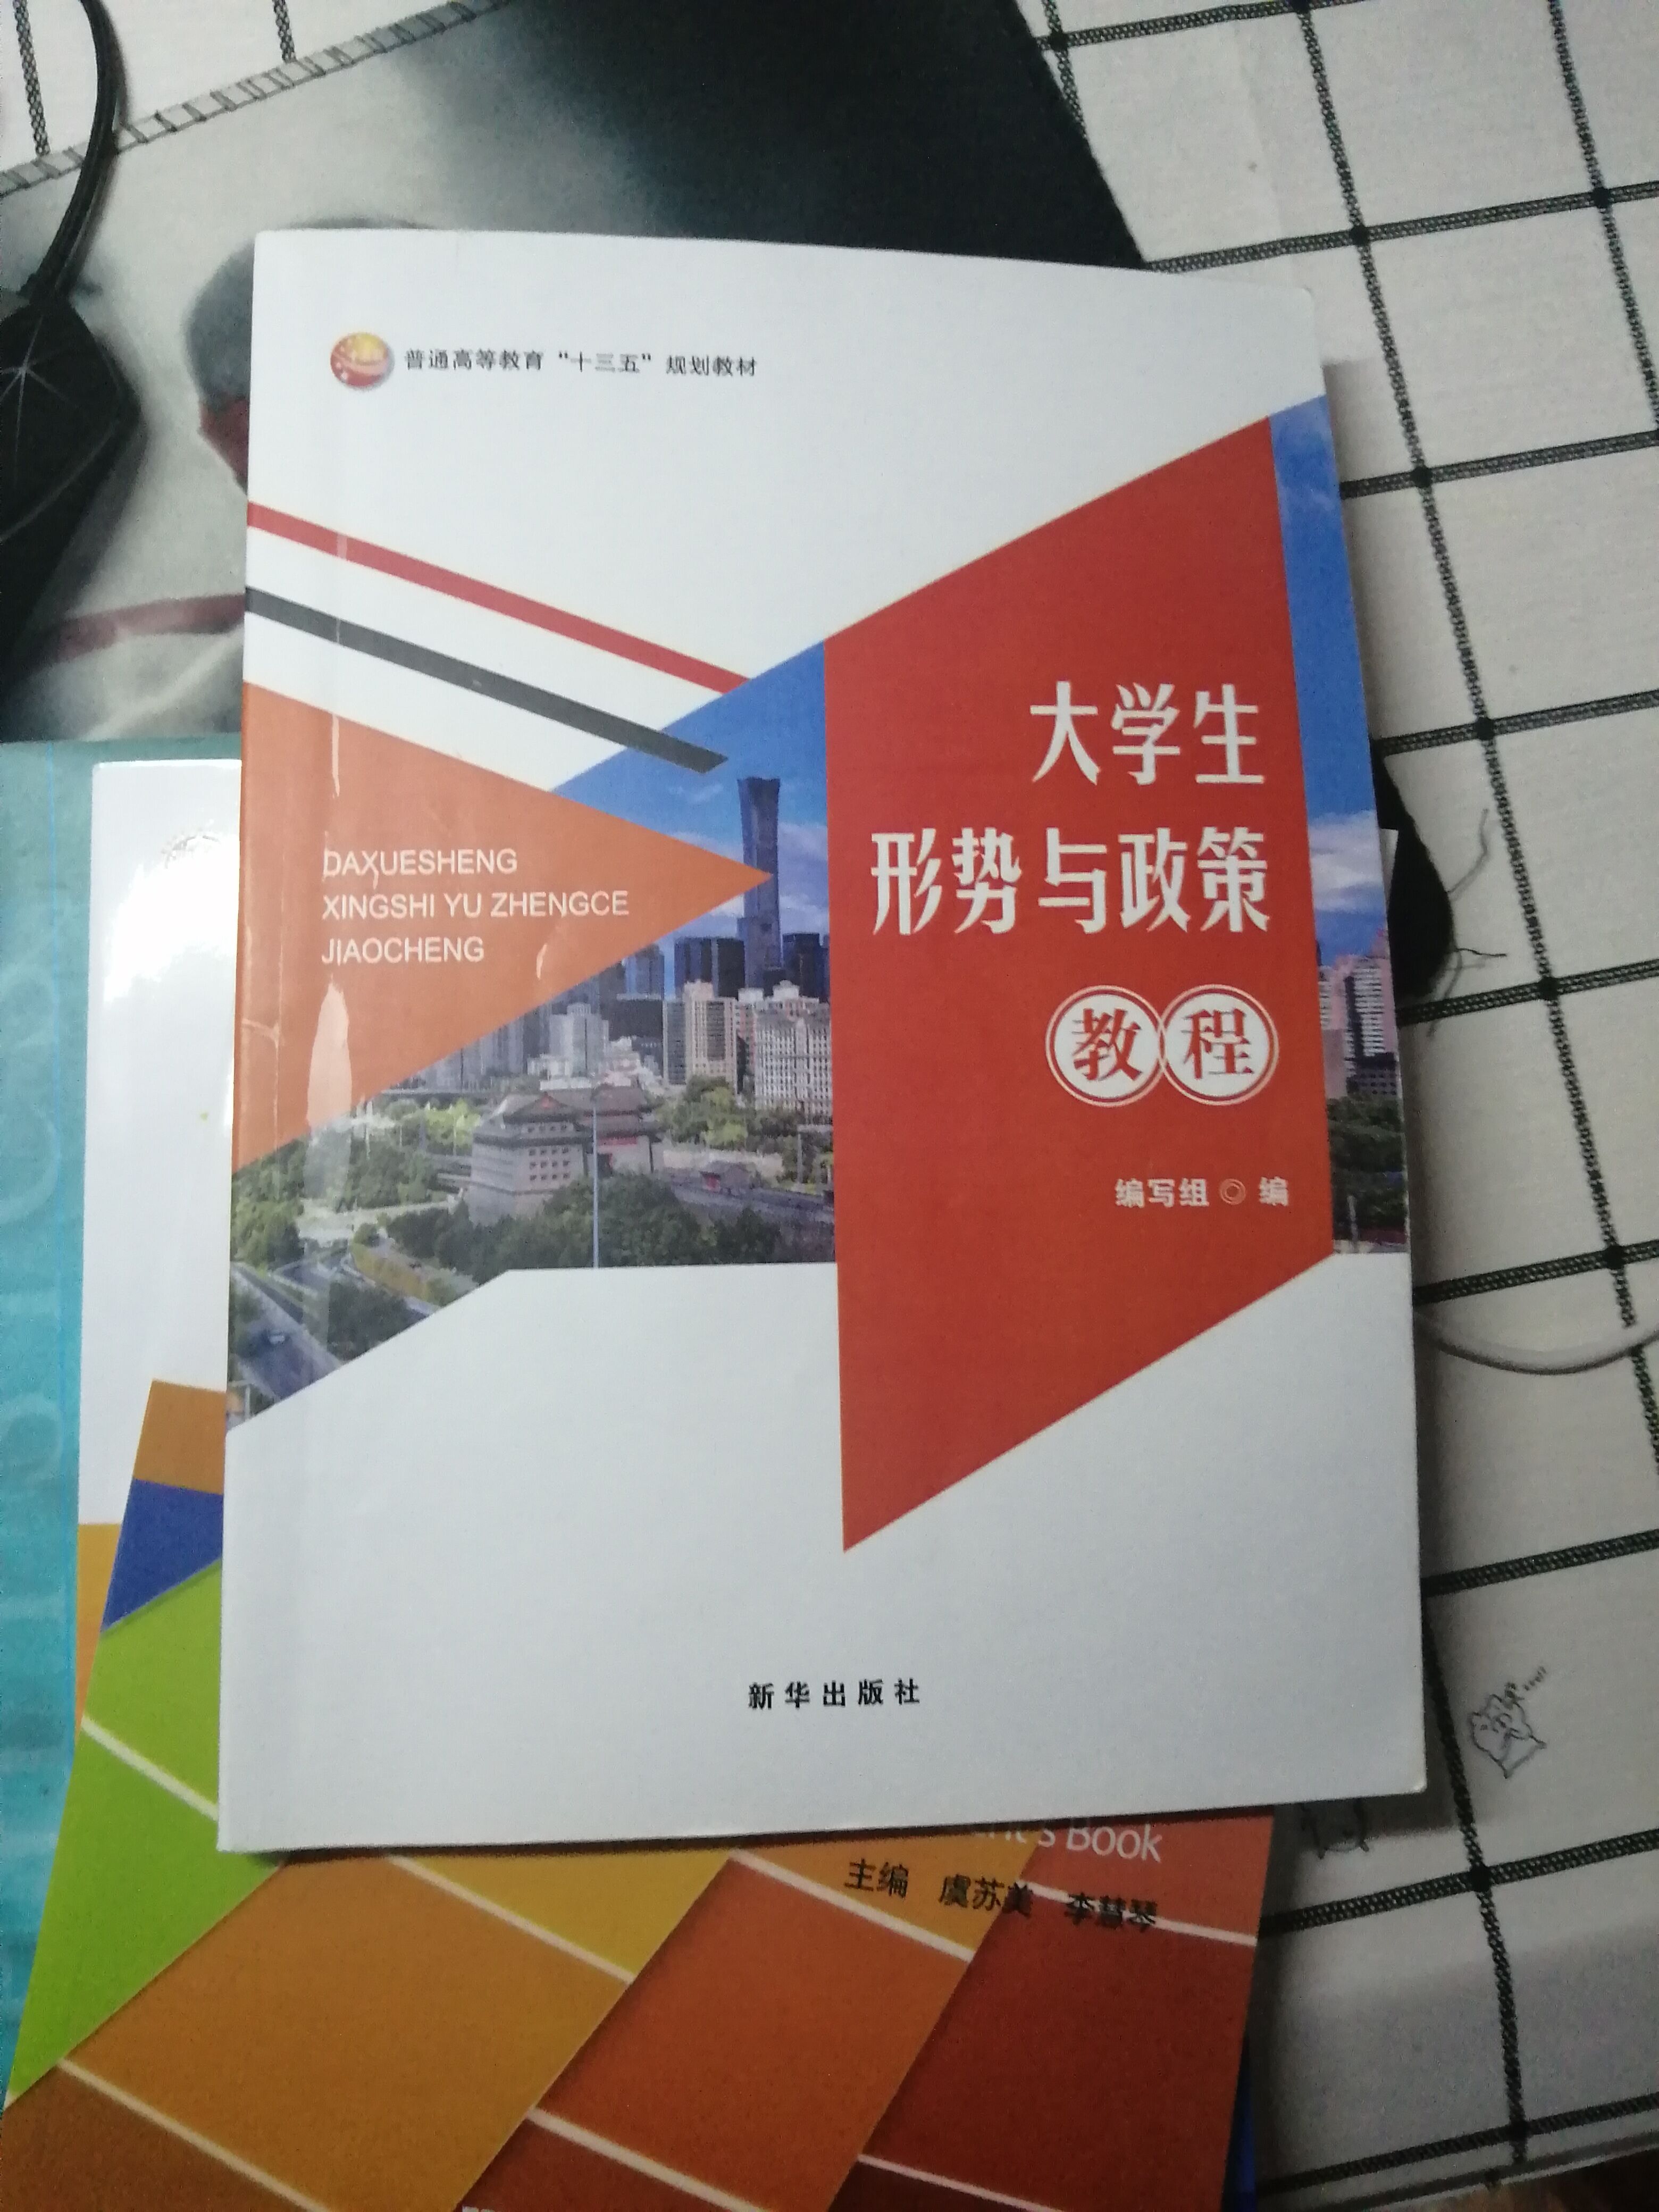 普通高等教育“十三五”规划教材
大学生
形势与政策
教程
DAXUESHENG
XINGSHI YU ZHENGCE
JIAOCHENG
编写组◎编
新华出版社
's Book
主编 虞苏美 李慧琴